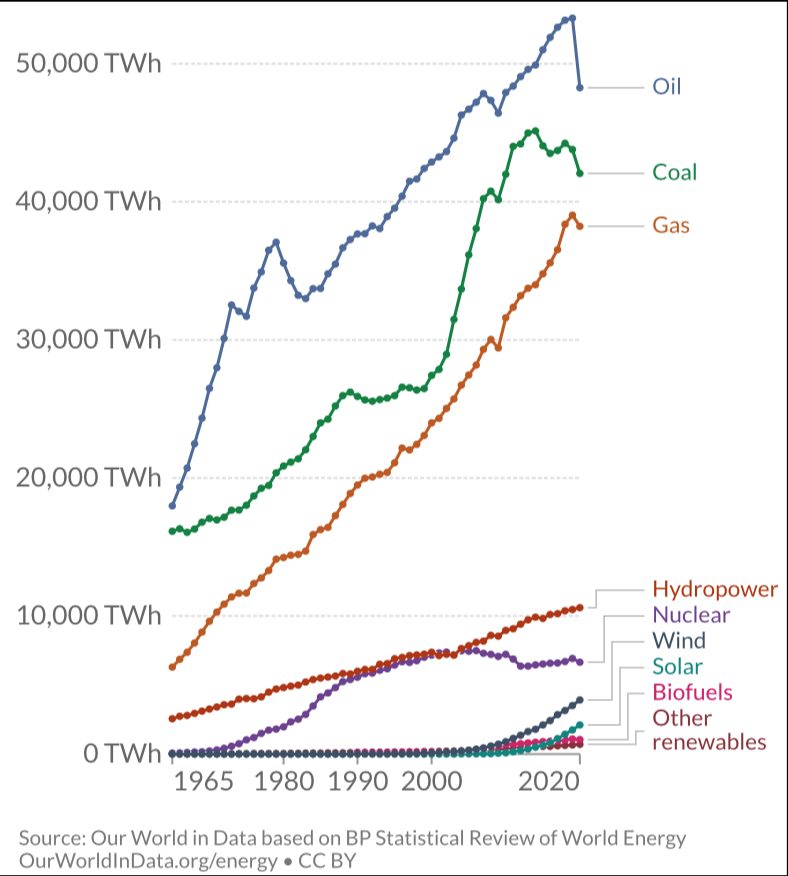 50,000 TWh
40,000 TWh
30,000 TWh
20,000 TWh
10,000 TWh
0 TWh
Oil
Coal
Gas
Hydropower
Nuclear
Wind
Solar
Biofuels
Other
renewables
1965 1980 1990 2000 2020
Source: Our World in Data based on BP Statistical Review of World Energy
OurWorldInData.org/energy • CC BY